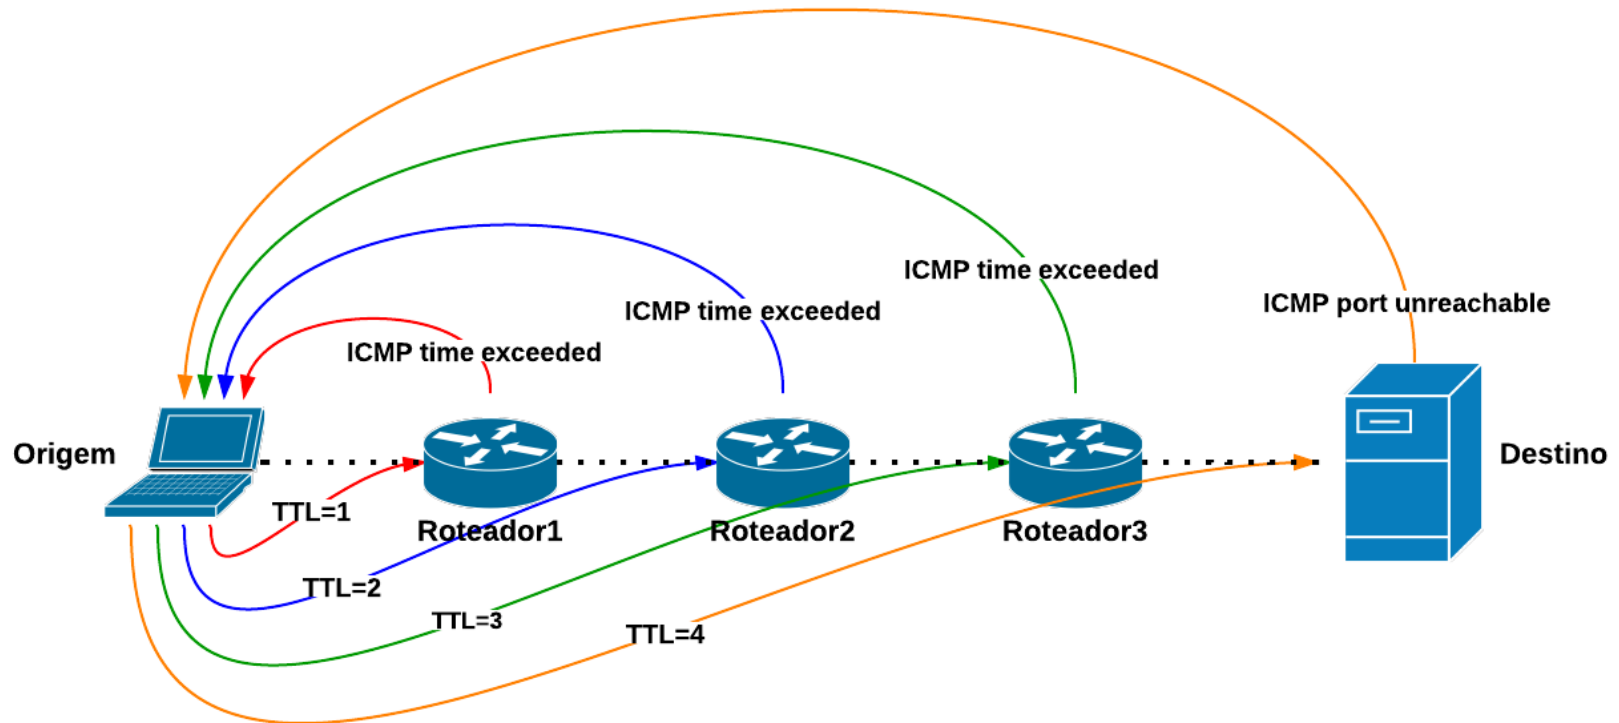 ICMP time exceeded
ICMP port unreachable
ICMP time exceeded
ICMP time exceeded
Origem
Destino
TTL=1
Roteador1
Roteador2
Roteador3
TTL=2
TTL=3
TTL=4